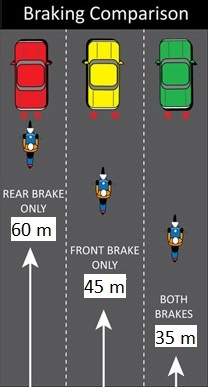 Braking Comparison
REAR BRAKE
ONLY
60 m
FRONT BRAKE
ONLY
45 m
BOTH
BRAKES
35 m